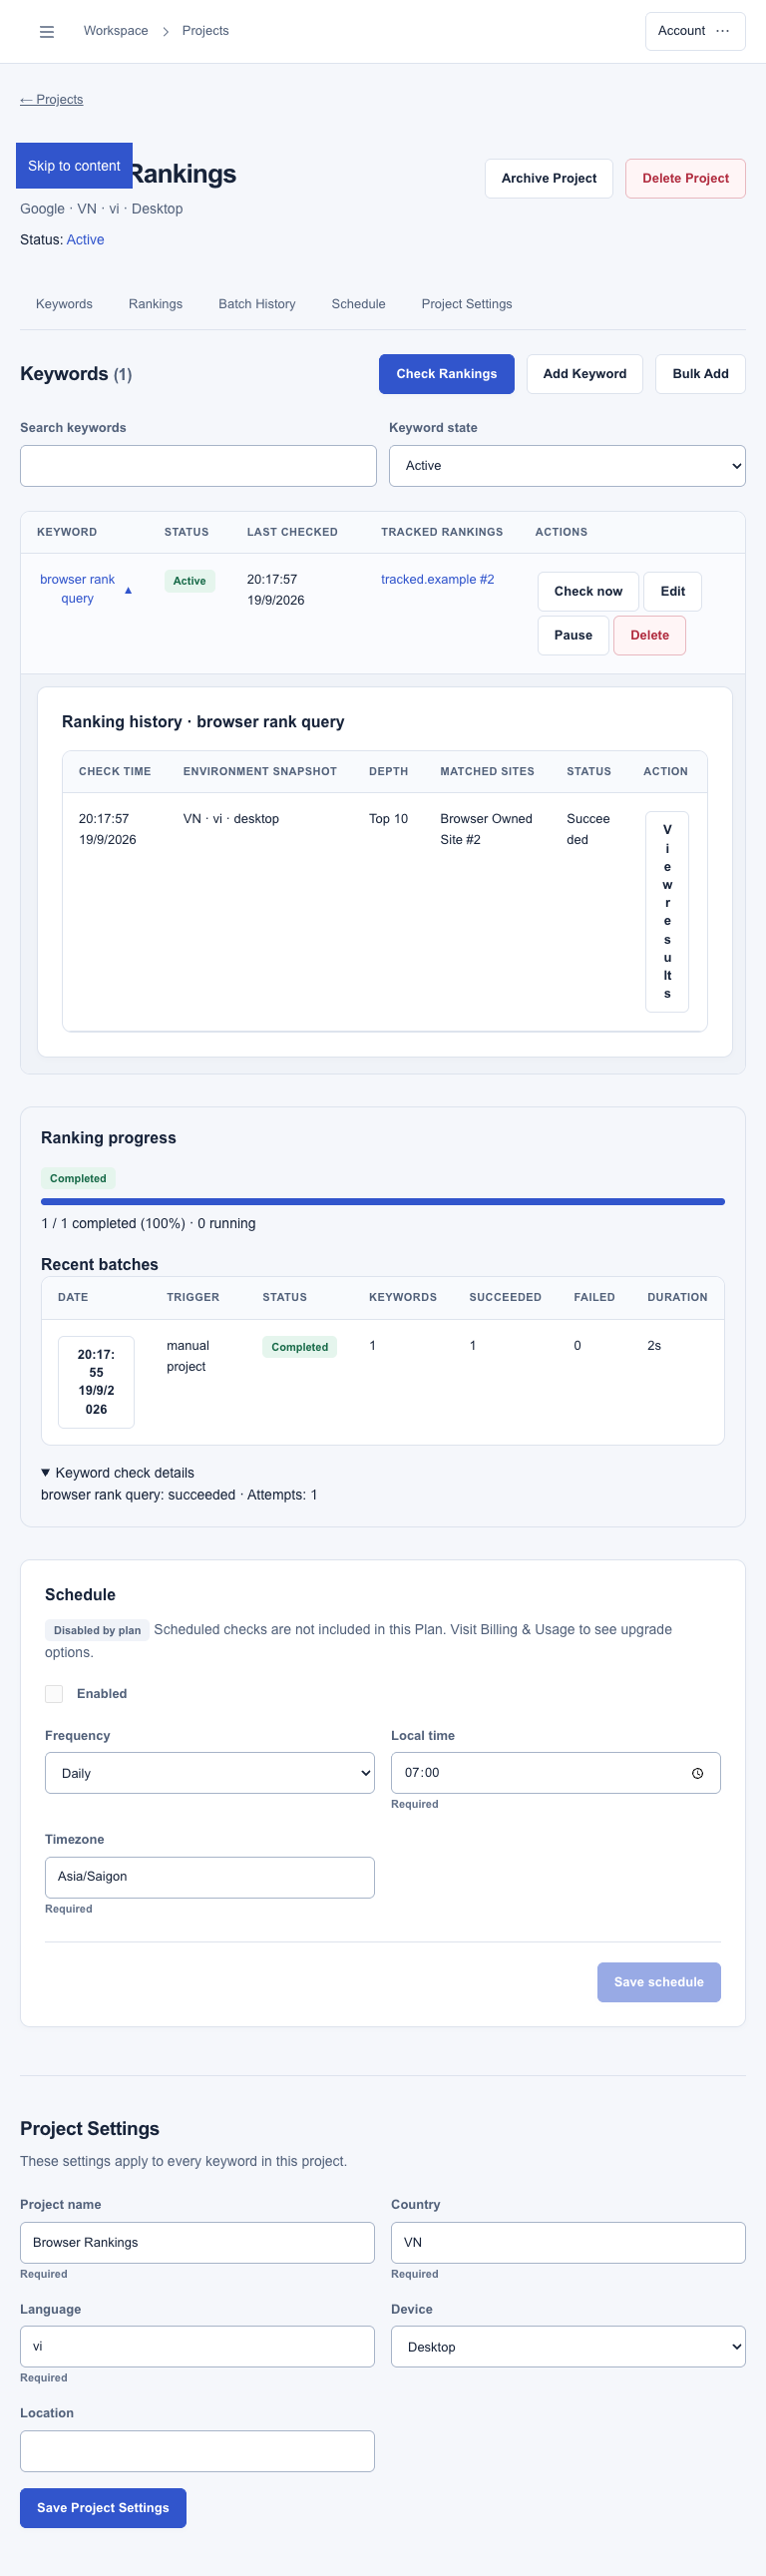 Workspace
Projects
Account ...
← Projects
Skip to content
Rankings
Archive Project
Delete Project
Google · VN · vi · Desktop
Status: Active
Keywords
Rankings
Batch History
Schedule
Project Settings
Keywords (1)
Check Rankings
Add Keyword
Bulk Add
Search keywords
Keyword state
Active
KEYWORD
STATUS
LAST CHECKED
TRACKED RANKINGS
ACTIONS
browser rank
query
▲
Active
20:17:57
19/9/2026
tracked.example #2
Check now
Edit
Pause
Delete
Ranking history · browser rank query
CHECK TIME
ENVIRONMENT SNAPSHOT
DEPTH
MATCHED SITES
STATUS
ACTION
20:17:57
19/9/2026
VN · vi · desktop
Top 10
Browser Owned
Site #2
Succee
ded
V
i
e
w
r
e
s
u
lt
s
Ranking progress
Completed
1 / 1 completed (100%) · 0 running
Recent batches
DATE
TRIGGER
STATUS
KEYWORDS
SUCCEEDED
FAILED
DURATION
20:17:
55
19/9/2
026
manual
project
Completed
1
1
0
2s
▼ Keyword check details
browser rank query: succeeded · Attempts: 1
Schedule
Disabled by plan Scheduled checks are not included in this Plan. Visit Billing & Usage to see upgrade
options.
Enabled
Frequency
Local time
Daily
07:00
Required
Timezone
Asia/Saigon
Required
Save schedule
Project Settings
These settings apply to every keyword in this project.
Project name
Country
Browser Rankings
VN
Required
Required
Language
Device
vi
Desktop
Required
Location
Save Project Settings